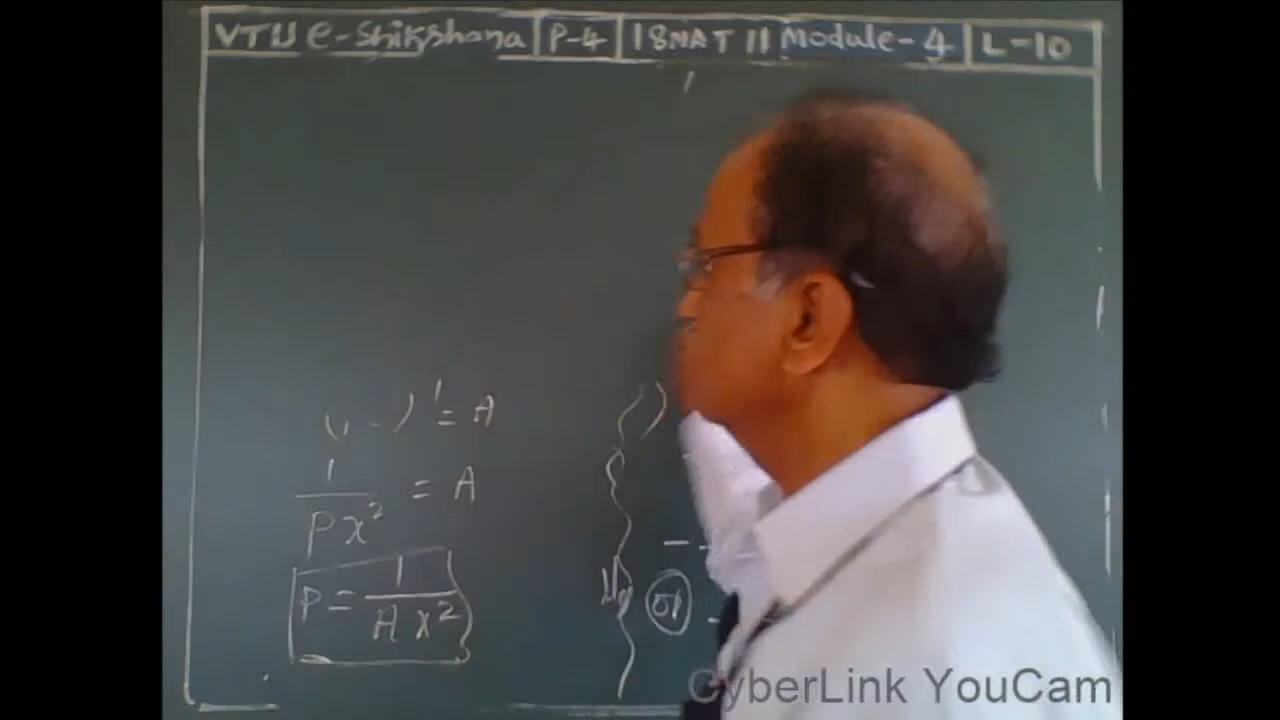 VTU e-Shikshana P-4 18MAT11 Module-4 L-10
( - )' = A
1/Px² = A
P = 1/Ax²
CyberLink YouCam